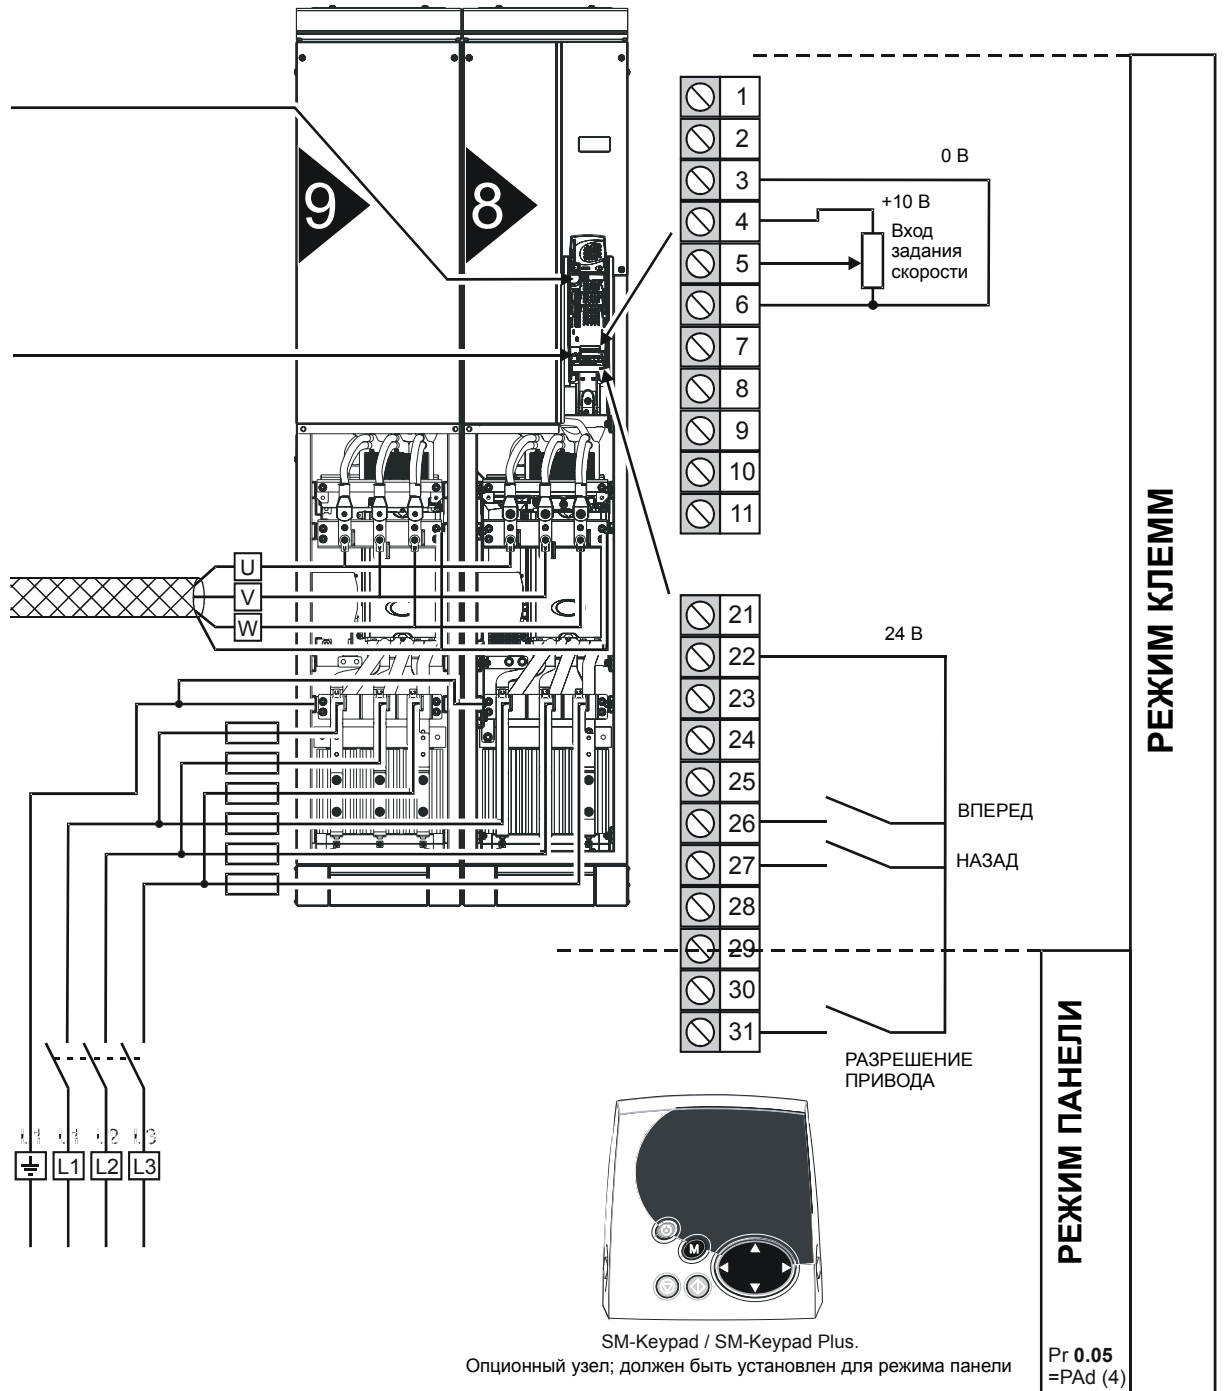 9
8
1
2
3
4
5
6
7
8
9
10
11
0 В
+10 В
Вход
задания
скорости
U
V
W
21
22
23
24
25
26
27
28
29
30
31
24 В
ВПЕРЕД
НАЗАД
РАЗРЕШЕНИЕ
ПРИВОДА
РЕЖИМ КЛЕММ
РЕЖИМ ПАНЕЛИ
L1
L2
L3
M
SM-Keypad / SM-Keypad Plus.
Опционный узел; должен быть установлен для режима панели
Pr 0.05
=PAd (4)